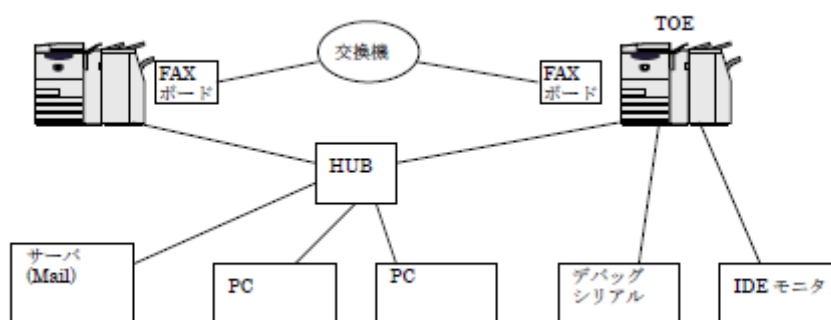 TOE
交換機
FAX
ボード
FAX
ボード
HUB
サーバ
(Mail)
PC
PC
デバッグ
シリアル
IDE モニタ